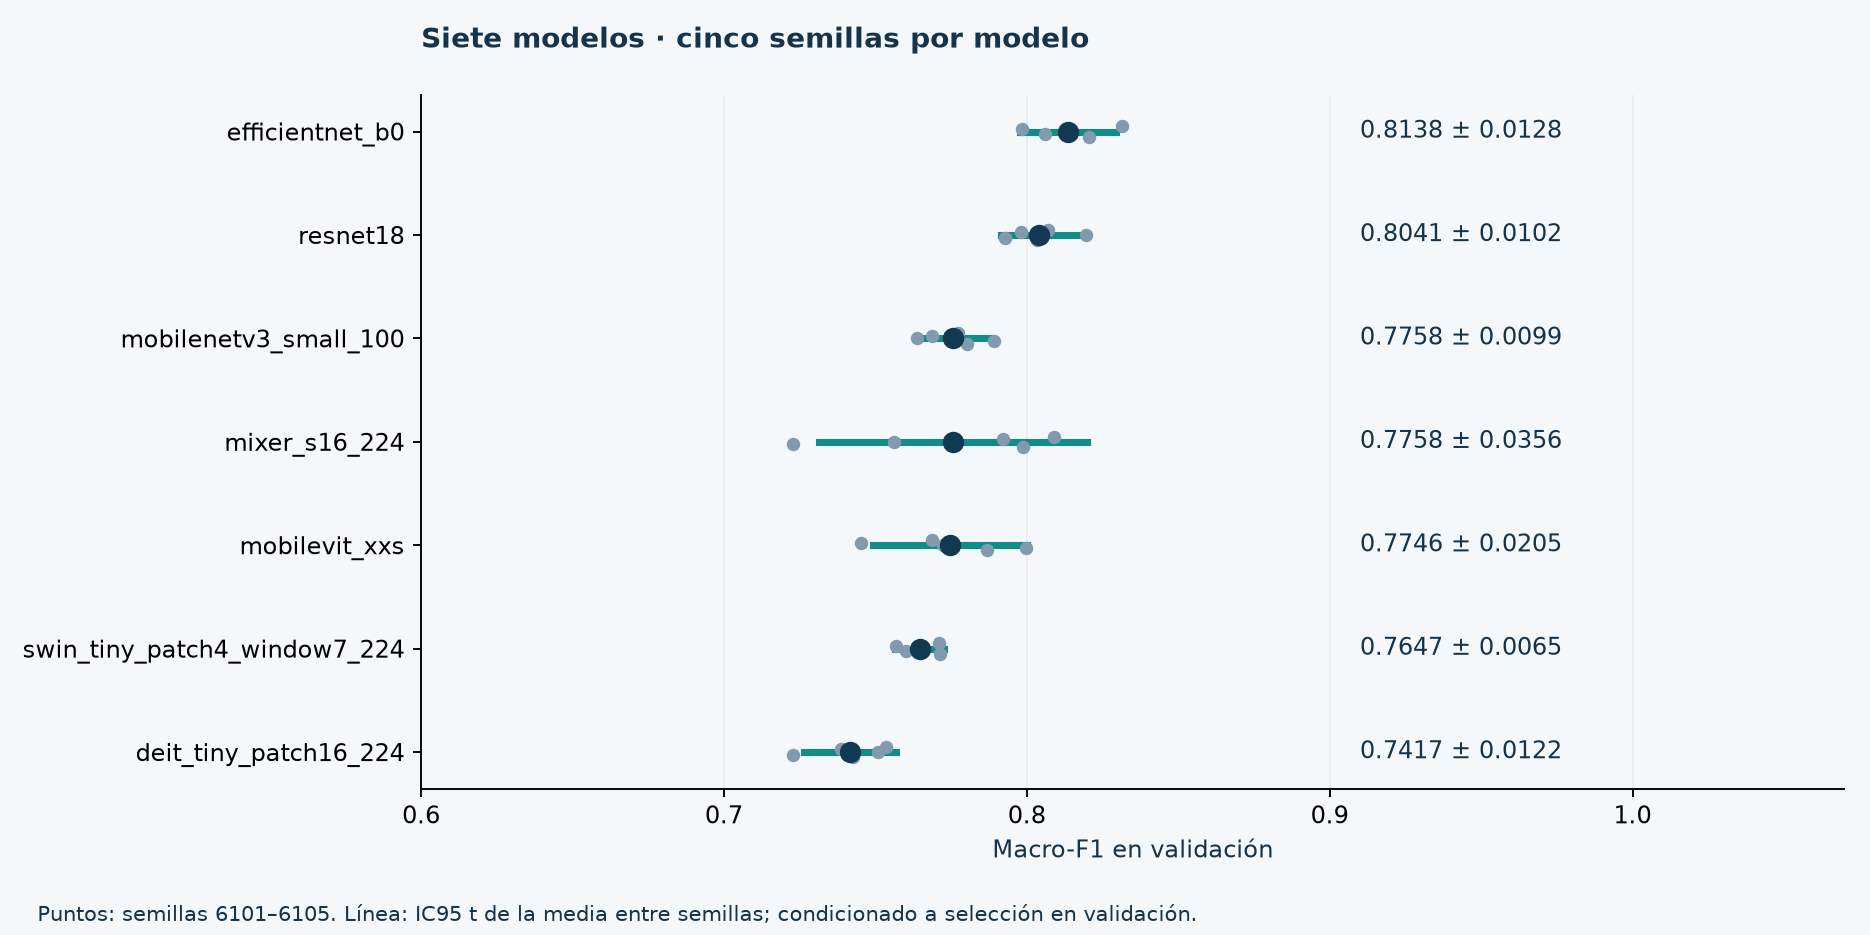 Siete modelos · cinco semillas por modelo
efficientnet_b0 0.8138 ± 0.0128
resnet18 0.8041 ± 0.0102
mobilenetv3_small_100 0.7758 ± 0.0099
mixer_s16_224 0.7758 ± 0.0356
mobilevit_xxs 0.7746 ± 0.0205
swin_tiny_patch4_window7_224 0.7647 ± 0.0065
deit_tiny_patch16_224 0.7417 ± 0.0122
0.6 0.7 0.8 0.9 1.0
Macro-F1 en validación
Puntos: semillas 6101–6105. Línea: IC95 t de la media entre semillas; condicionado a selección en validación.